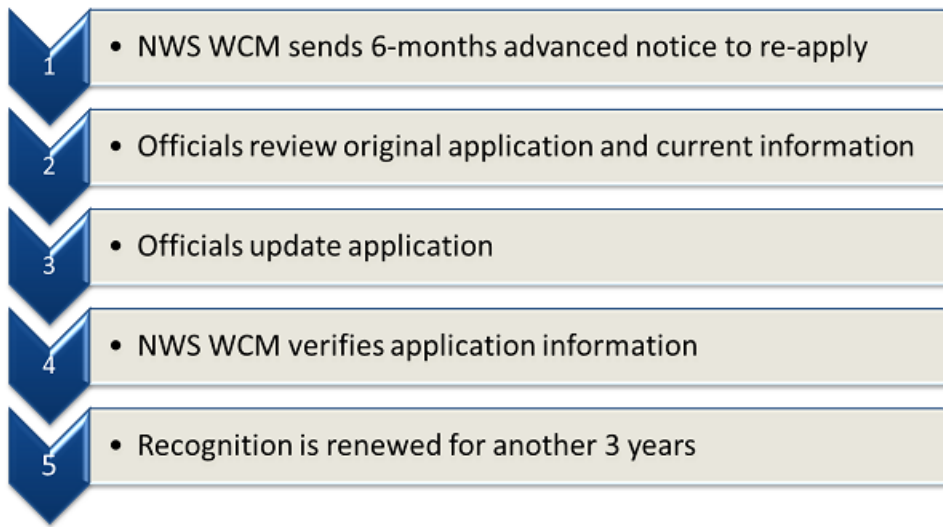 1
• NWS WCM sends 6-months advanced notice to re-apply
2
• Officials review original application and current information
3
• Officials update application
4
• NWS WCM verifies application information
5
• Recognition is renewed for another 3 years